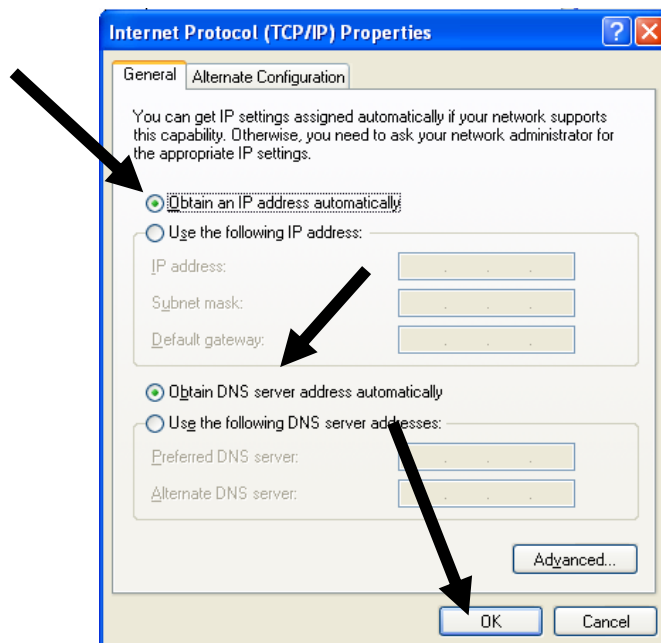 Internet Protocol (TCP/IP) Properties
General Alternate Configuration
You can get IP settings assigned automatically if your network supports
this capability. Otherwise, you need to ask your network administrator for
the appropriate IP settings.
Obtain an IP address automatically
Use the following IP address:
IP address:
Subnet mask:
Default gateway:
Obtain DNS server address automatically
Use the following DNS server addresses:
Preferred DNS server:
Alternate DNS server:
Advanced...
OK Cancel